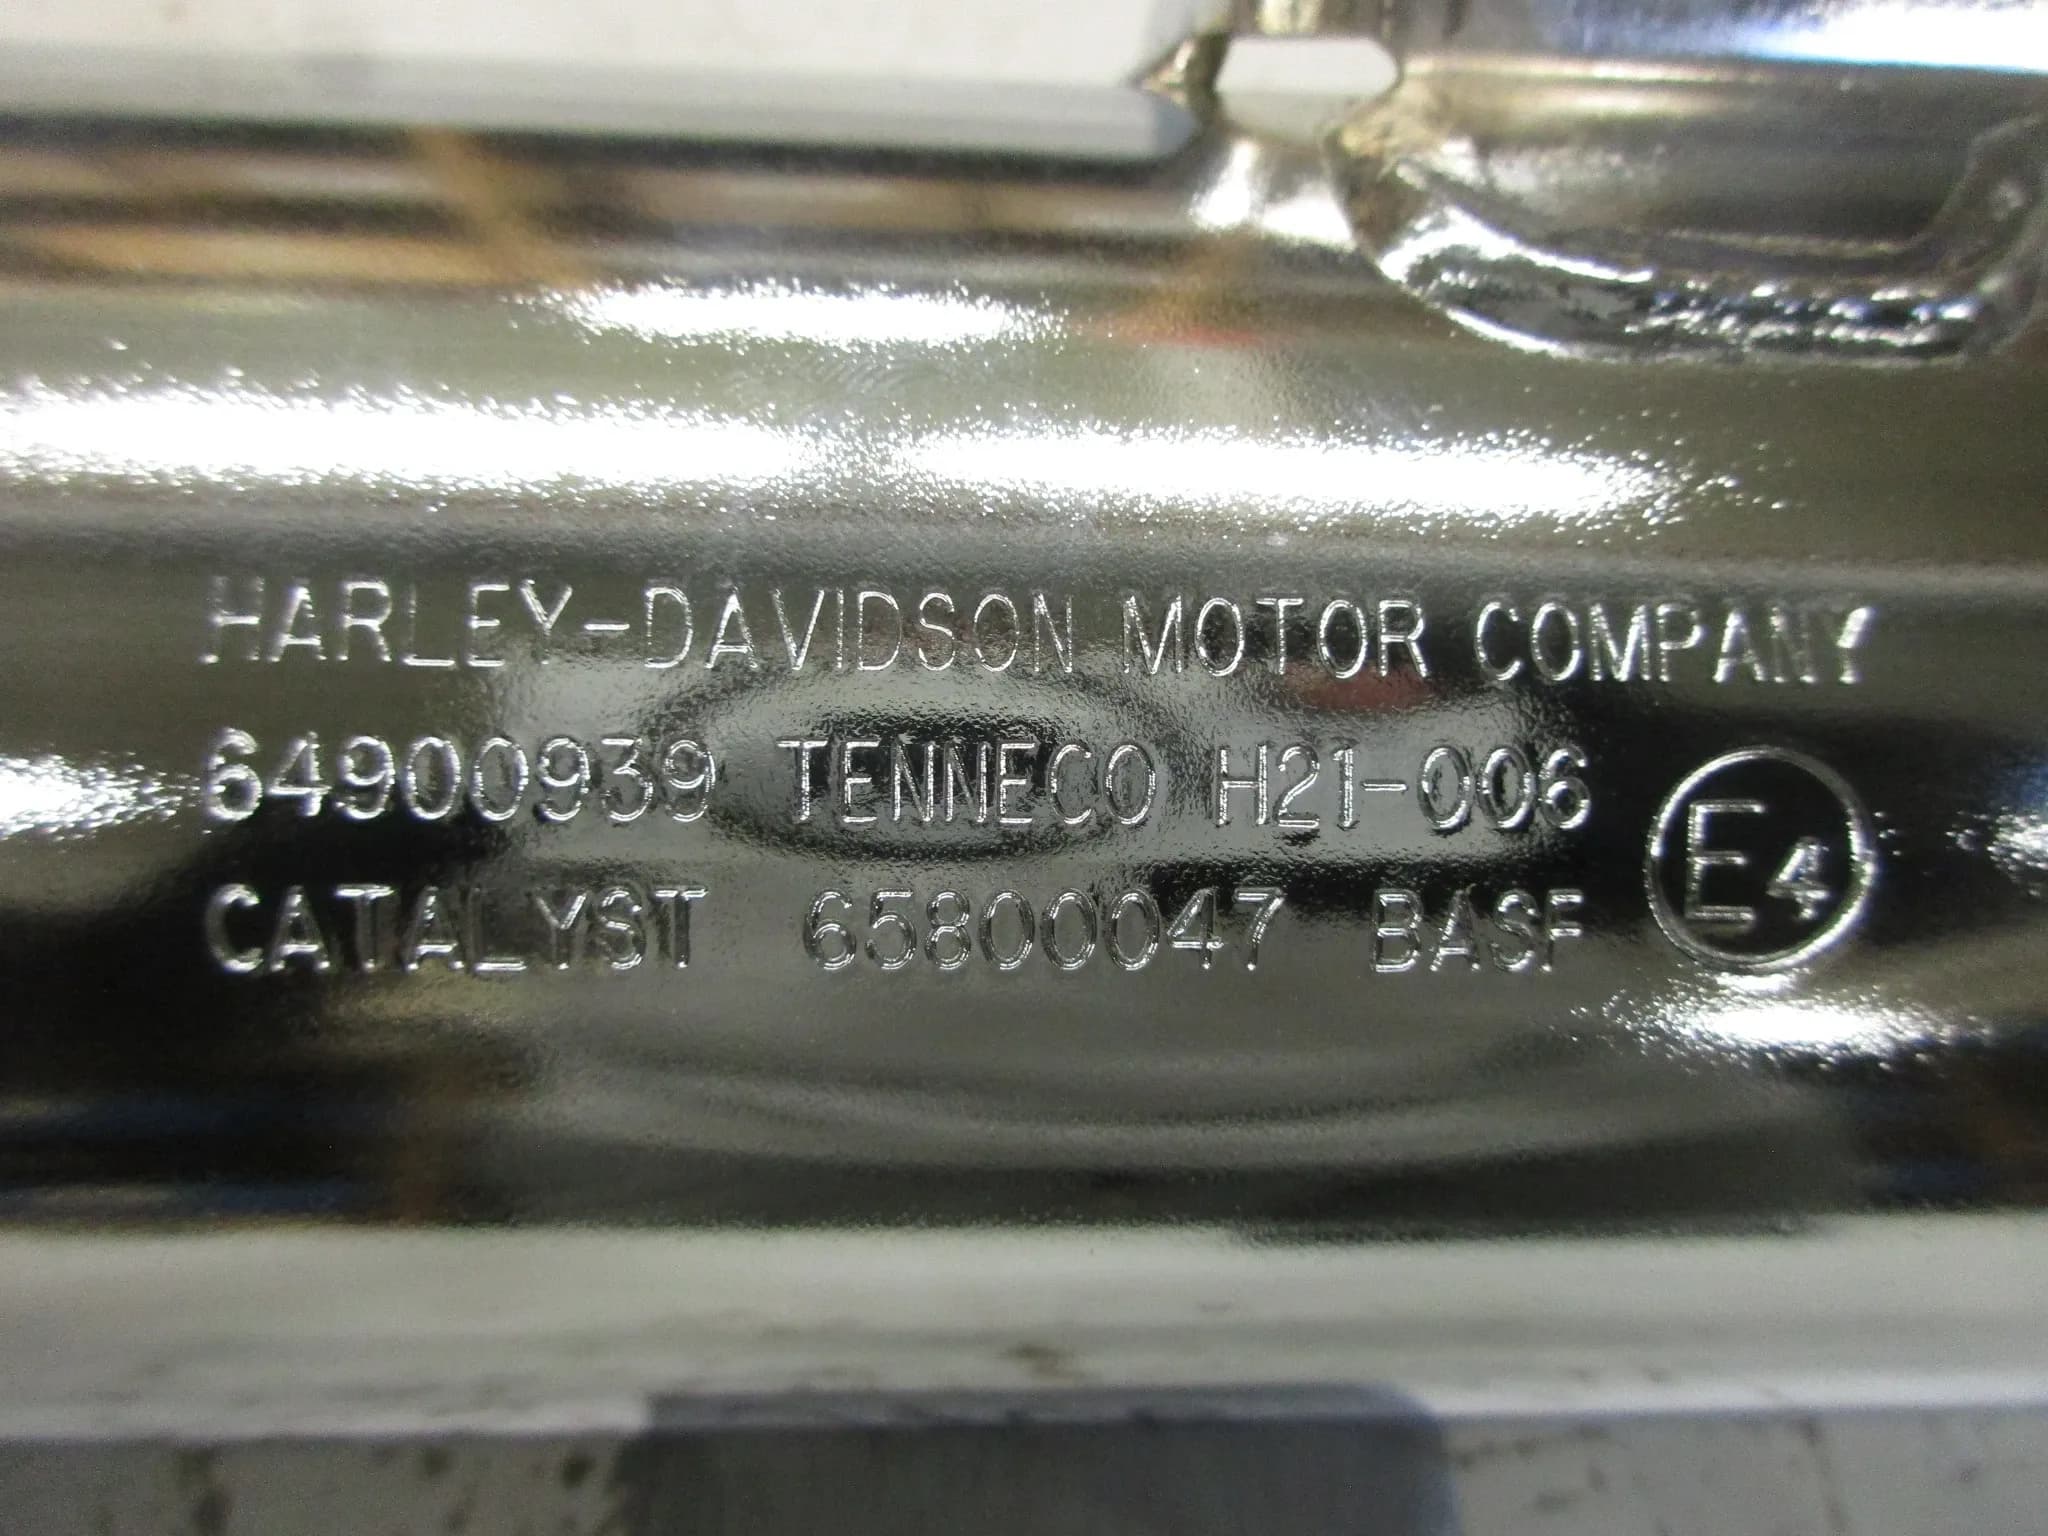 HARLEY-DAVIDSON MOTOR COMPANY
64900939 TENNECO H21-006
CATALYST 65800047 BASF
E4